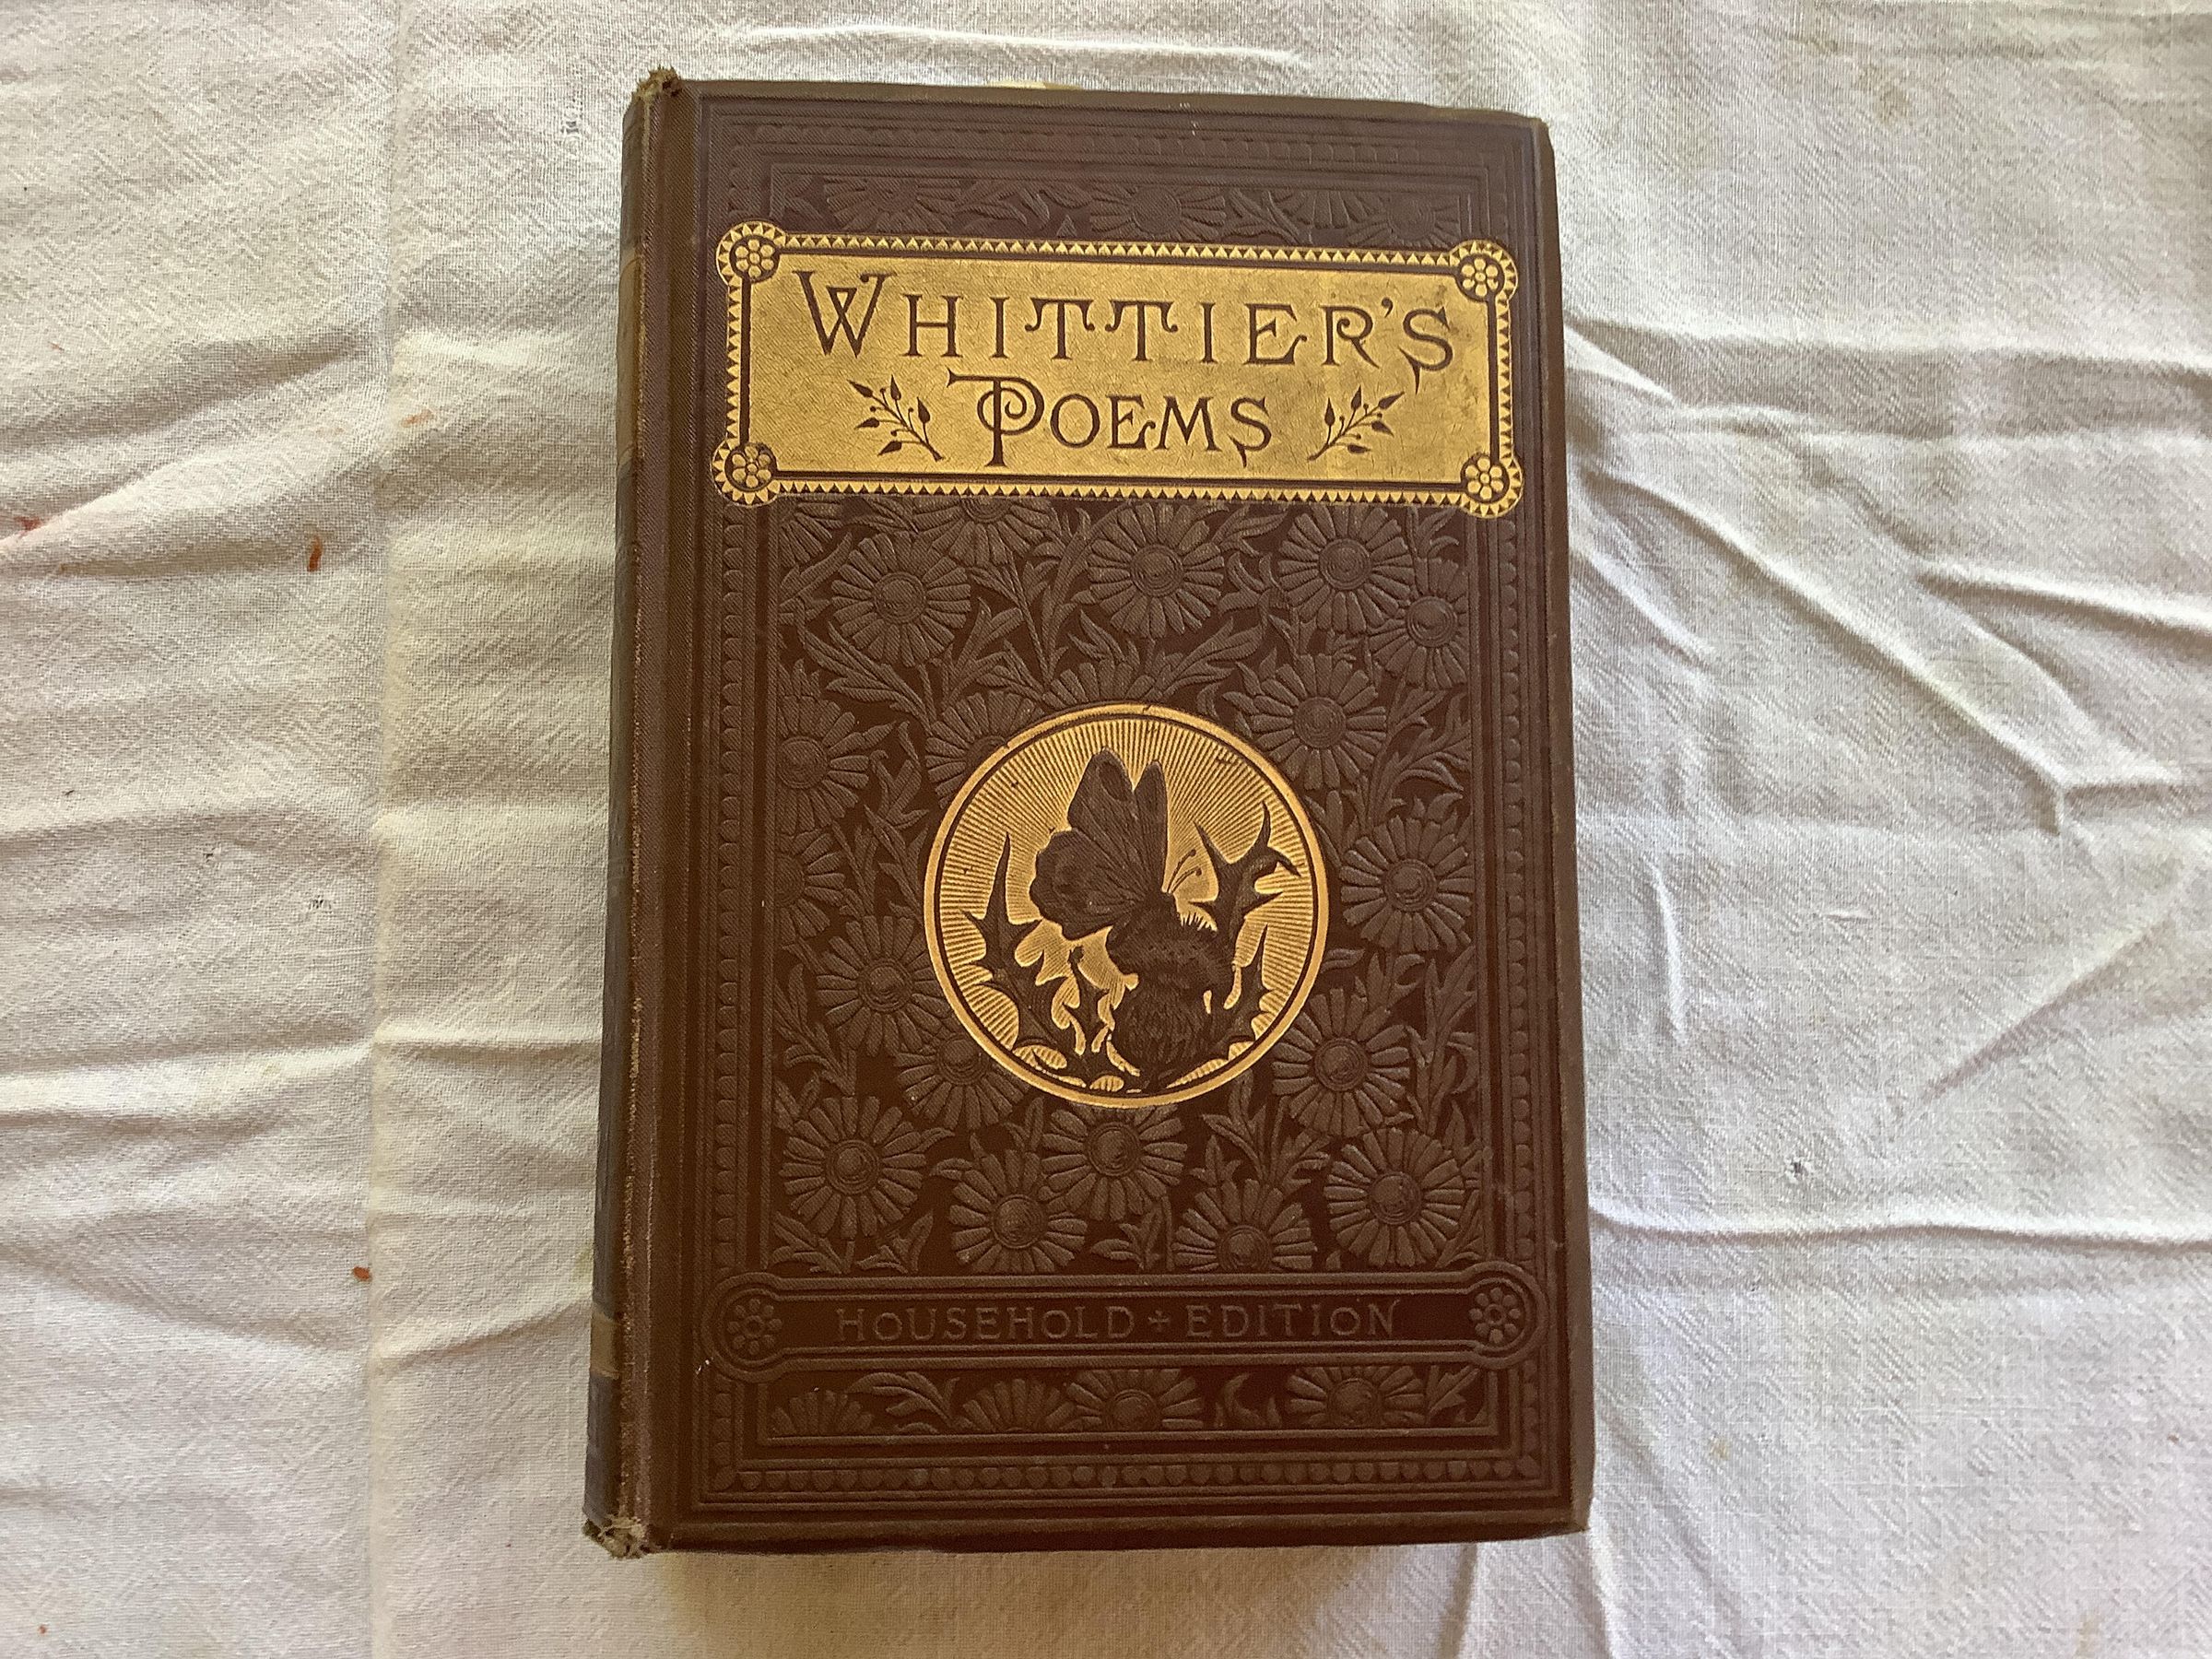 WHITTIER'S
POEMS
HOUSEHOLD + EDITION